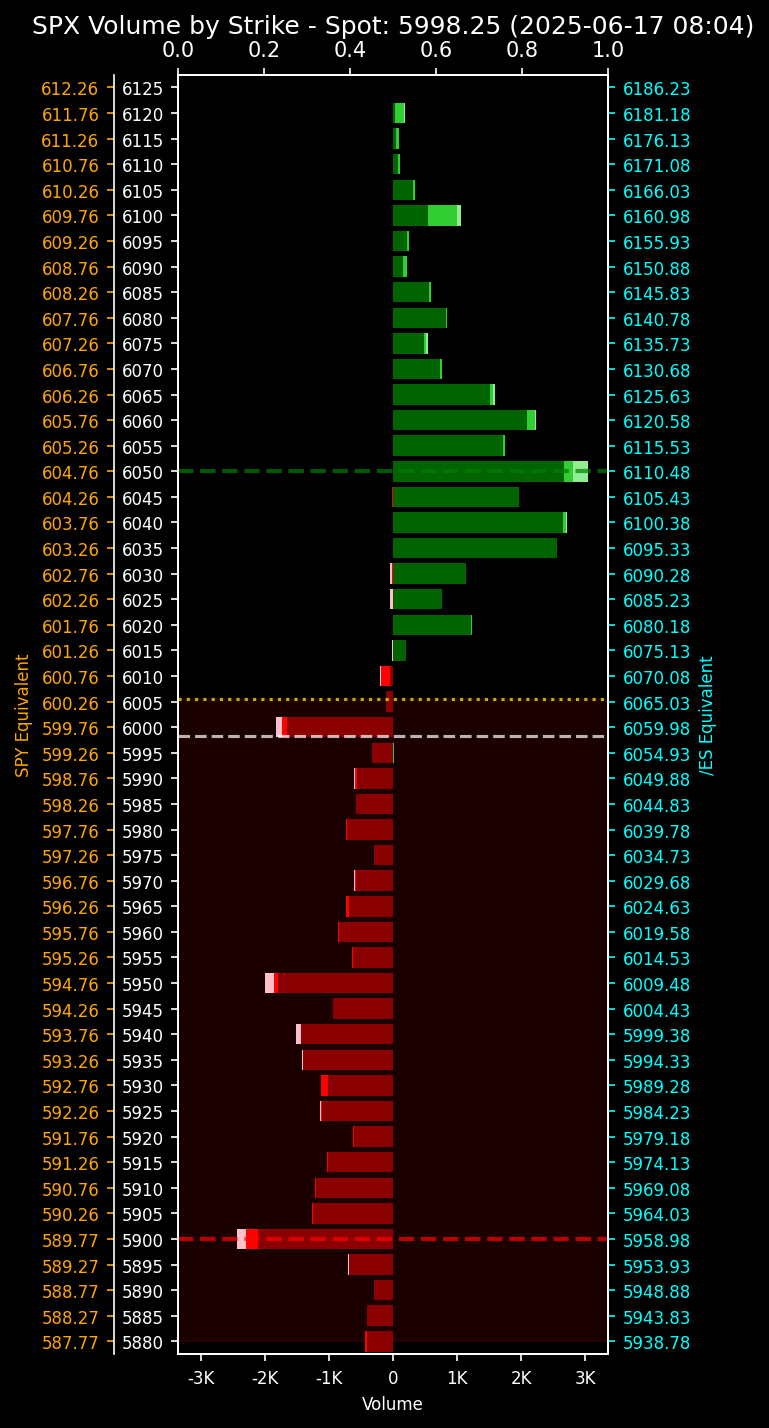 SPX Volume by Strike - Spot: 5998.25 (2025-06-17 08:04)
0.0 0.2 0.4 0.6 0.8 1.0
612.26 6125 6186.23
611.76 6120 6181.18
611.26 6115 6176.13
610.76 6110 6171.08
610.26 6105 6166.03
609.76 6100 6160.98
609.26 6095 6155.93
608.76 6090 6150.88
608.26 6085 6145.83
607.76 6080 6140.78
607.26 6075 6135.73
606.76 6070 6130.68
606.26 6065 6125.63
605.76 6060 6120.58
605.26 6055 6115.53
604.76 6050 6110.48
604.26 6045 6105.43
603.76 6040 6100.38
603.26 6035 6095.33
602.76 6030 6090.28
602.26 6025 6085.23
601.76 6020 6080.18
601.26 6015 6075.13
600.76 6010 6070.08
600.26 6005 6065.03
599.76 6000 6059.98
599.26 5995 6054.93
598.76 5990 6049.88
598.26 5985 6044.83
597.76 5980 6039.78
597.26 5975 6034.73
596.76 5970 6029.68
596.26 5965 6024.63
595.76 5960 6019.58
595.26 5955 6014.53
594.76 5950 6009.48
594.26 5945 6004.43
593.76 5940 5999.38
593.26 5935 5994.33
592.76 5930 5989.28
592.26 5925 5984.23
591.76 5920 5979.18
591.26 5915 5974.13
590.76 5910 5969.08
590.26 5905 5964.03
589.77 5900 5958.98
589.27 5895 5953.93
588.77 5890 5948.88
588.27 5885 5943.83
587.77 5880 5938.78
SPY Equivalent
/ES Equivalent
-3K -2K -1K 0 1K 2K 3K
Volume